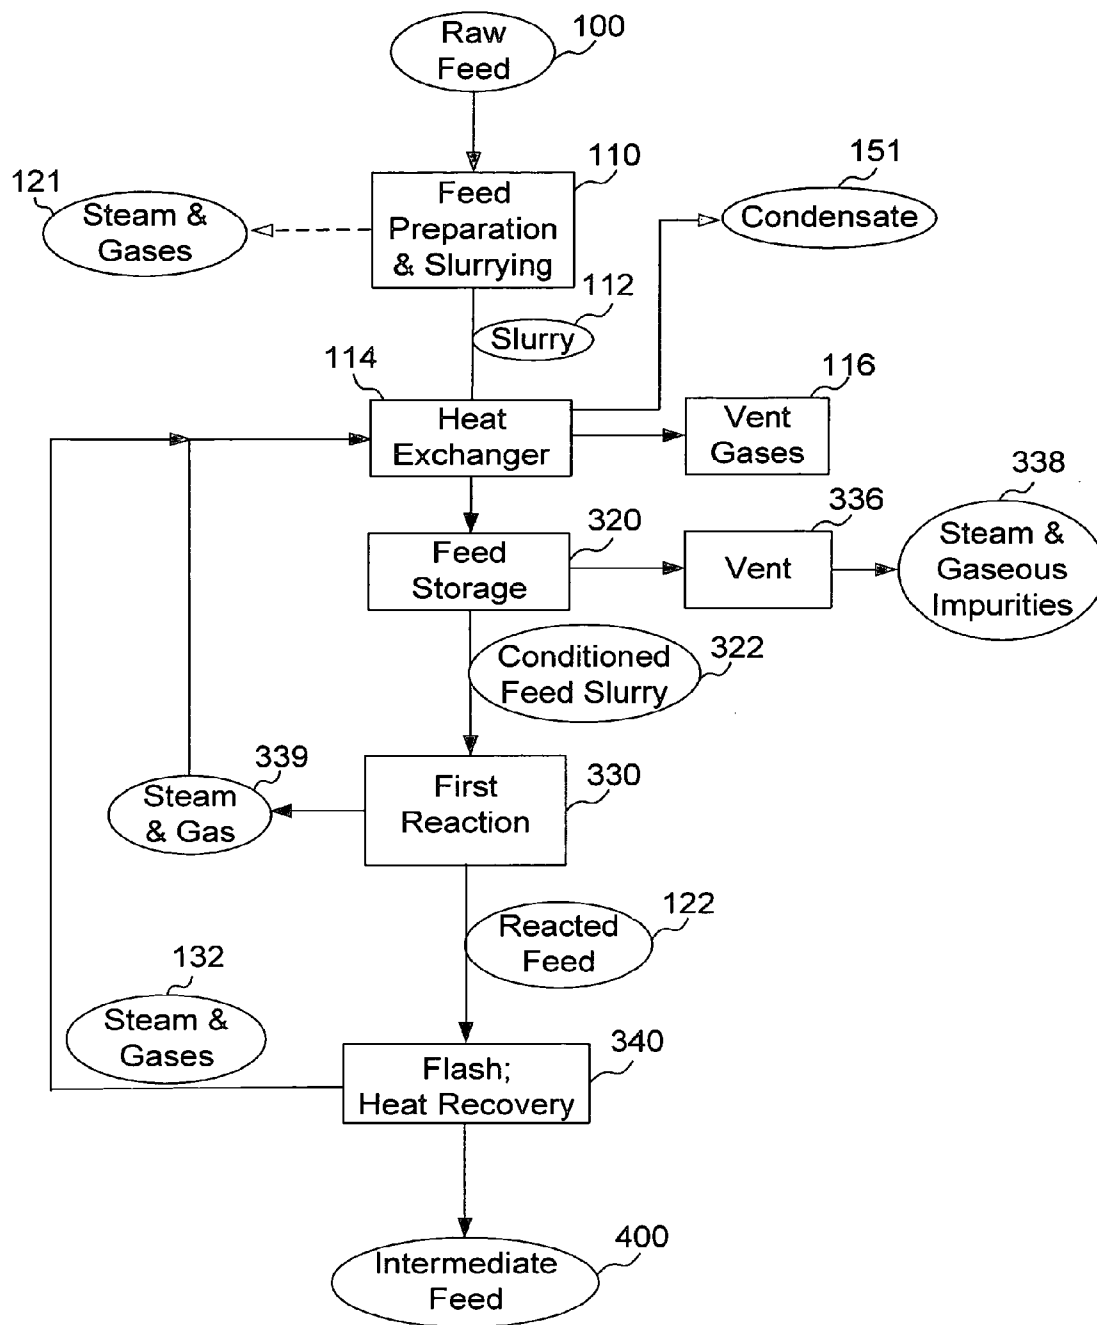 Raw
Feed
100
110
Feed
Preparation
& Slurrying
121
Steam &
Gases
151
Condensate
112
Slurry
114
Heat
Exchanger
116
Vent
Gases
320
Feed
Storage
336
Vent
338
Steam &
Gaseous
Impurities
322
Conditioned
Feed Slurry
330
First
Reaction
339
Steam
& Gas
122
Reacted
Feed
132
Steam &
Gases
340
Flash;
Heat Recovery
400
Intermediate
Feed